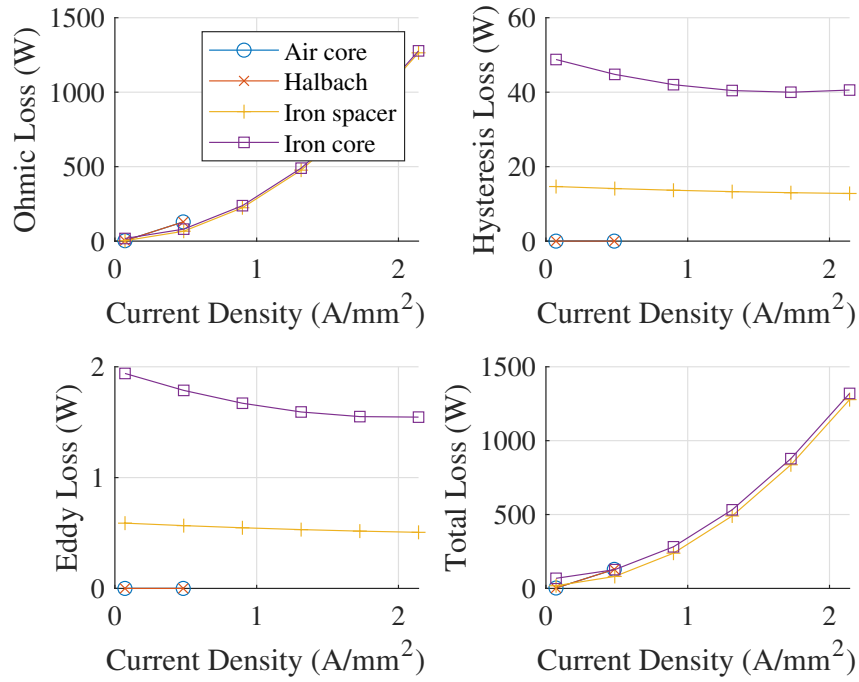 1500
1000
500
0
0
1
2
Ohmic Loss (W)
Current Density (A/mm²)
Air core
Halbach
Iron spacer
Iron core
60
40
20
0
0
1
2
Hysteresis Loss (W)
Current Density (A/mm²)
2
1
0
0
1
2
Eddy Loss (W)
Current Density (A/mm²)
1500
1000
500
0
0
1
2
Total Loss (W)
Current Density (A/mm²)